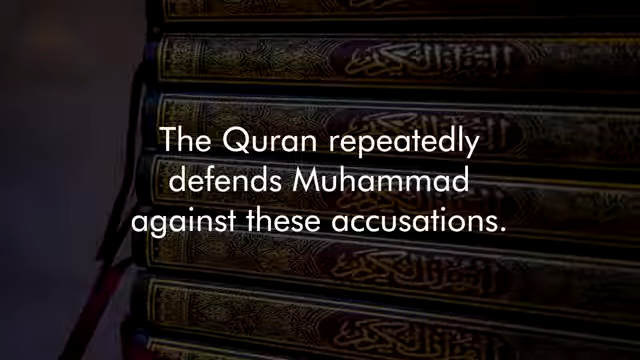 The Quran repeatedly
defends Muhammad
against these accusations.